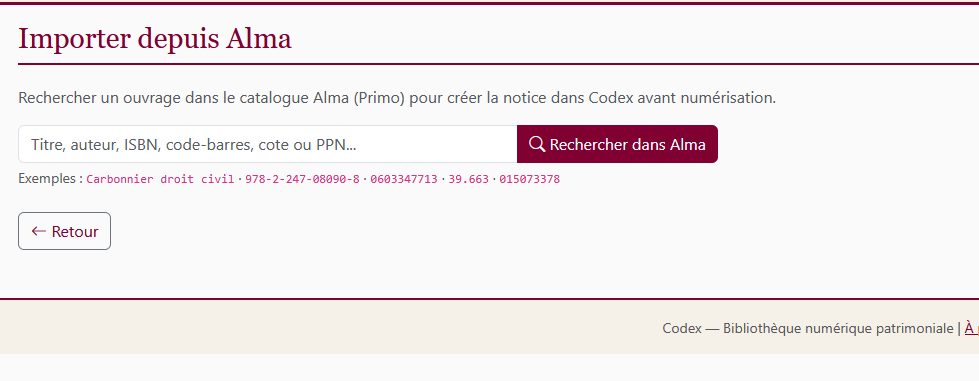 Importer depuis Alma
Rechercher un ouvrage dans le catalogue Alma (Primo) pour créer la notice dans Codex avant numérisation.
Titre, auteur, ISBN, code-barres, cote ou PPN... Rechercher dans Alma
Exemples : Carbonnier droit civil · 978-2-247-08090-8 · 0603347713 · 39.663 · 015073378
← Retour
Codex — Bibliothèque numérique patrimoniale | À